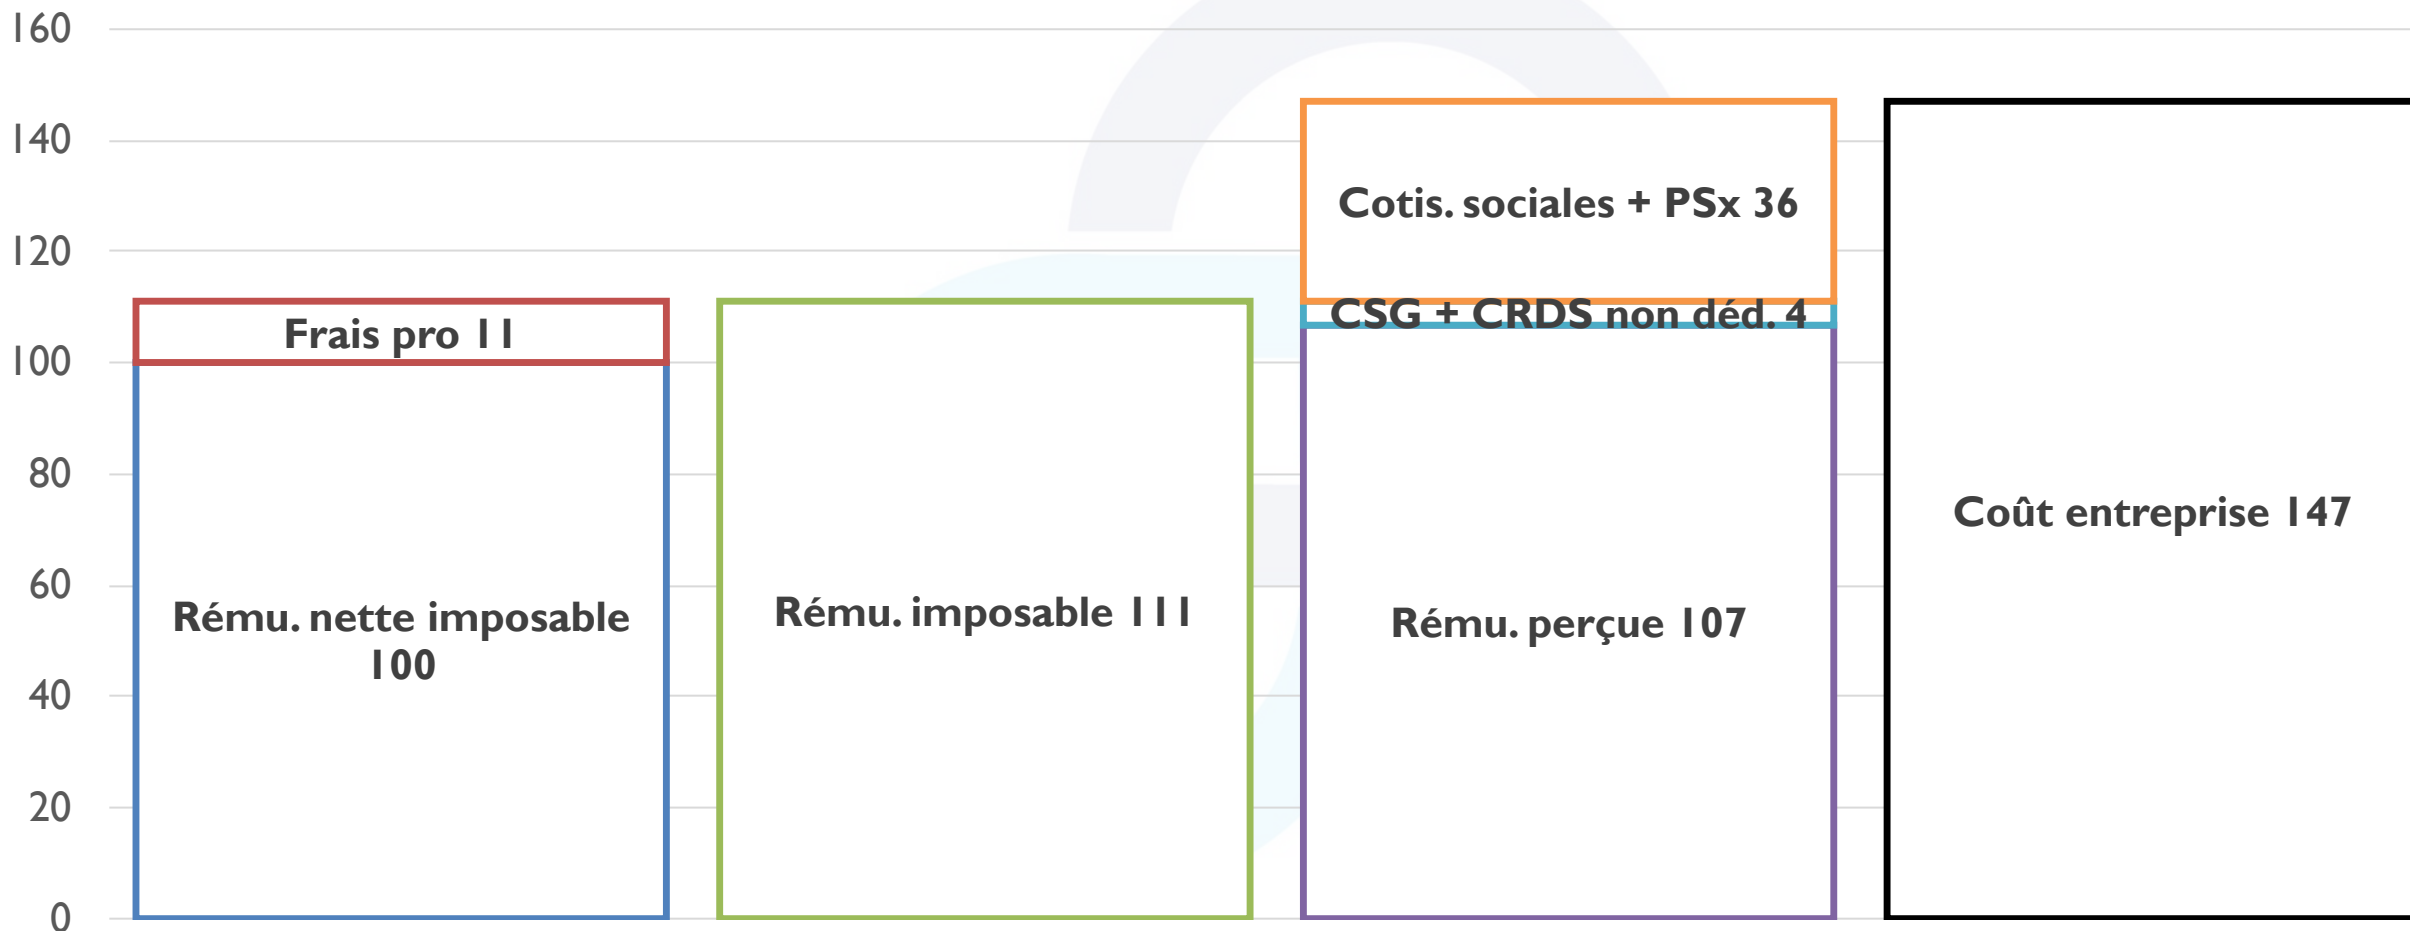 160
140
120
100
80
60
40
20
0
Frais pro 11
Rému. nette imposable
100
Rému. imposable 111
Cotis. sociales + PSx 36
CSG + CRDS non déd. 4
Rému. perçue 107
Coût entreprise 147